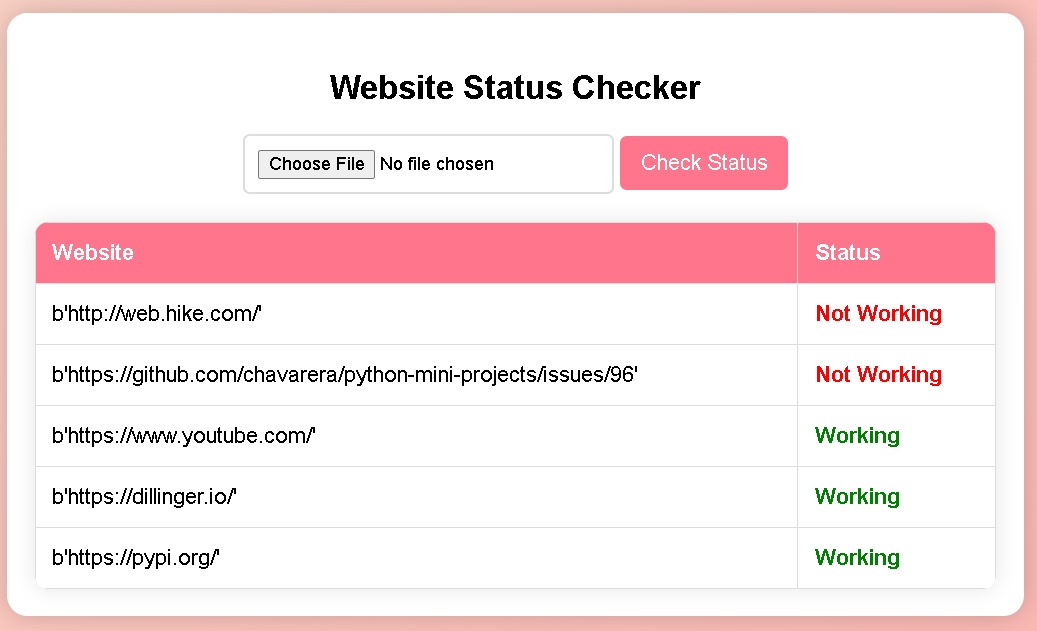 Website Status Checker
Choose File No file chosen Check Status
Website Status
b'http://web.hike.com/' Not Working
b'https://github.com/chavarera/python-mini-projects/issues/96' Not Working
b'https://www.youtube.com/' Working
b'https://dillinger.io/' Working
b'https://pypi.org/' Working